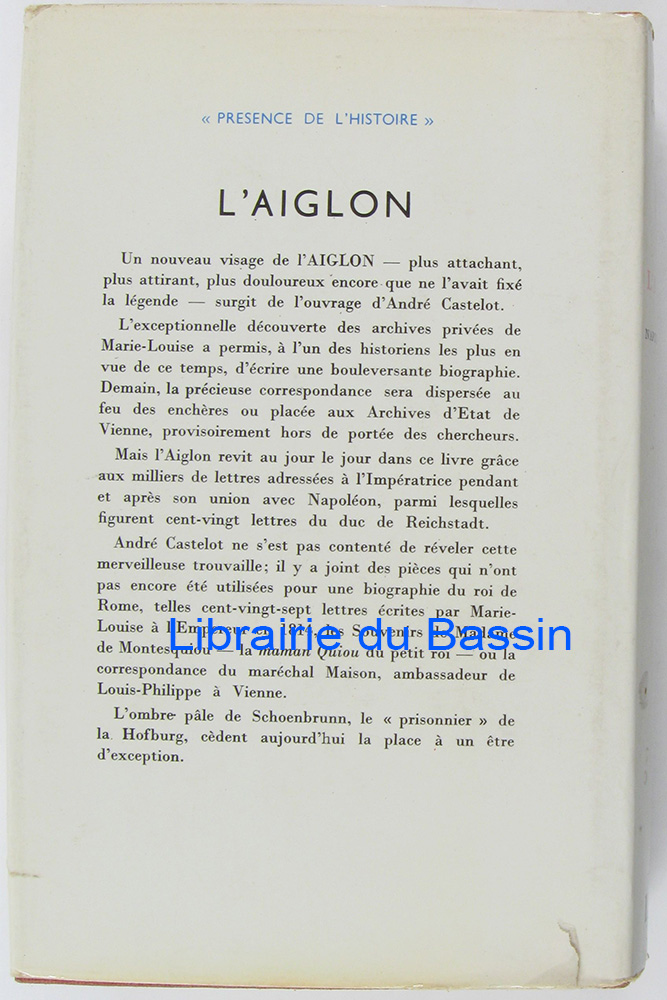 « PRESENCE DE L'HISTOIRE »
L'AIGLON
Un nouveau visage de l'AIGLON — plus attachant,
plus attirant, plus douloureux encore que ne l'avait fixé
la légende — surgit de l'ouvrage d'André Castelot.
L'exceptionnelle découverte des archives privées de
Marie-Louise a permis, à l'un des historiens les plus en
vue de ce temps, d'écrire une bouleversante biographie.
Demain, la précieuse correspondance sera dispersée au
feu des enchères ou placée aux Archives d'Etat de
Vienne, provisoirement hors de portée des chercheurs.
Mais l'Aiglon revit au jour le jour dans ce livre grâce
aux milliers de lettres adressées à l'Impératrice pendant
et après son union avec Napoléon, parmi lesquelles
figurent cent-vingt lettres du duc de Reichstadt.
André Castelot ne s'est pas contenté de réveler cette
merveilleuse trouvaille; il y a joint des pièces qui n'ont
pas encore été utilisées pour une biographie du roi de
Rome, telles cent-vingt-sept lettres écrites par Marie-
Louise à l'Empereur en 1814, les Souvenirs de Madame
de Montesquiou — la maman Quiou du petit roi — ou la
correspondance du maréchal Maison, ambassadeur de
Louis-Philippe à Vienne.
L'ombre pâle de Schoenbrunn, le « prisonnier » de
la Hofburg, cèdent aujourd'hui la place à un être
d'exception.
Librairie du Bassin